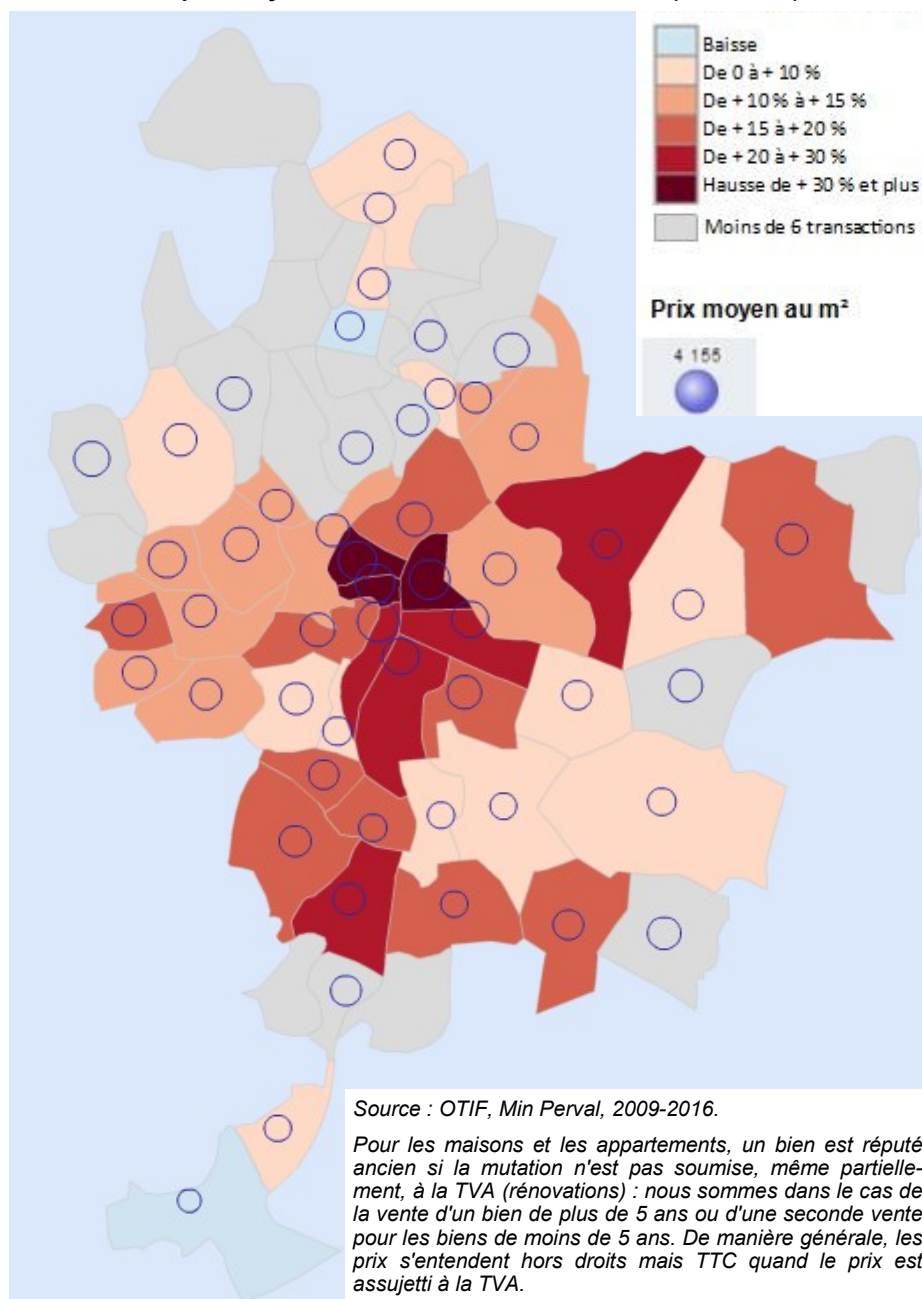 Baisse
De 0 à + 10 %
De + 10 % à + 15 %
De + 15 à + 20 %
De + 20 à + 30 %
Hausse de + 30 % et plus
Moins de 6 transactions
Prix moyen au m²
4 155
Source : OTIF, Min Perval, 2009-2016.
Pour les maisons et les appartements, un bien est réputé
ancien si la mutation n'est pas soumise, même partielle-
ment, à la TVA (rénovations) : nous sommes dans le cas de
la vente d'un bien de plus de 5 ans ou d'une seconde vente
pour les biens de moins de 5 ans. De manière générale, les
prix s'entendent hors droits mais TTC quand le prix est
assujetti à la TVA.